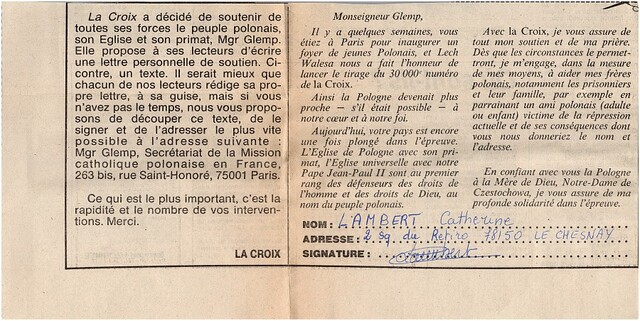 La Croix a décidé de soutenir de
toutes ses forces le peuple polonais,
son Eglise et son primat, Mgr Glemp.
Elle propose à ses lecteurs d'écrire
une lettre personnelle de soutien. Ci-
contre, un texte. Il serait mieux que
chacun de nos lecteurs rédige sa pro-
pre lettre, à sa guise, mais si vous
n'avez pas le temps, nous vous propo-
sons de découper ce texte, de le
signer et de l'adresser le plus vite
possible à l'adresse suivante :
Mgr Glemp, Secrétariat de la Mission
catholique polonaise en France,
263 bis, rue Saint-Honoré, 75001 Paris.
Ce qui est le plus important, c'est la
rapidité et le nombre de vos interven-
tions. Merci.
LA CROIX
Monseigneur Glemp,
Il y a quelques semaines, vous
étiez à Paris pour inaugurer un
foyer de jeunes Polonais, et Lech
Walesa nous a fait l'honneur de
lancer le tirage du 30 000e numéro
de la Croix.
Ainsi la Pologne devenait plus
proche — s'il était possible — à
notre cœur et à notre foi.
Aujourd'hui, votre pays est encore
une fois plongé dans l'épreuve.
L'Eglise de Pologne avec son pri-
mat, l'Eglise universelle avec notre
Pape Jean-Paul II sont au premier
rang des défenseurs des droits de
l'homme et des droits de Dieu, au
nom du peuple polonais.
Avec la Croix, je vous assure de
tout mon soutien et de ma prière.
Dès que les circonstances le permet-
tront, je m'engage, dans la mesure
de mes moyens, à aider mes frères
polonais, notamment les prisonniers
et leur famille, par exemple en
parrainant un ami polonais (adulte
ou enfant) victime de la répression
actuelle et de ses conséquences dont
vous nous donneriez le nom et
l'adresse.
En confiant avec vous la Pologne
à la Mère de Dieu, Notre-Dame de
Czestochowa, je vous assure de ma
profonde solidarité dans l'épreuve.
NOM : LAMBERT Catherine
ADRESSE : 2 sq. du 78150 LE CHESNAY
SIGNATURE :